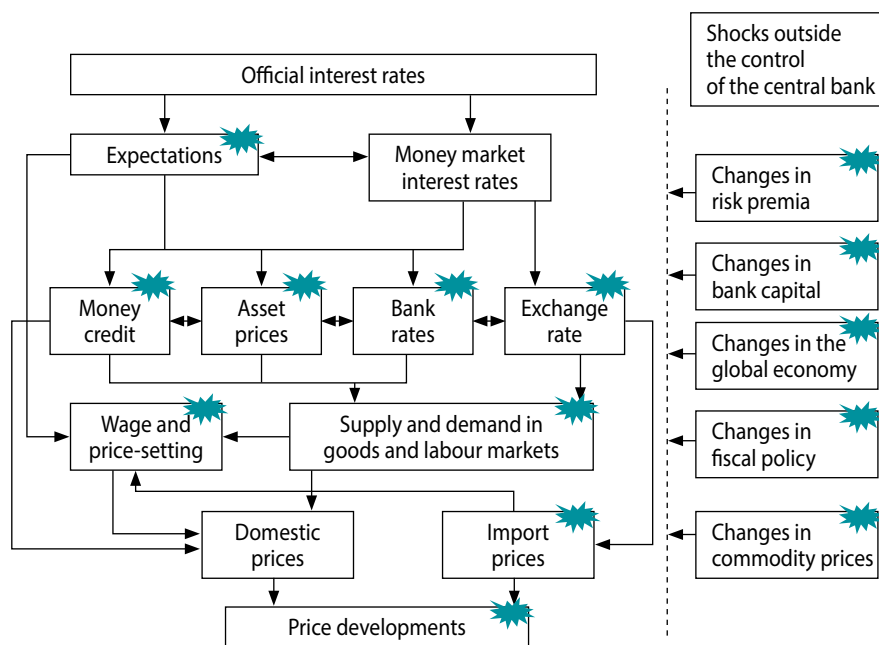 Official interest rates
Shocks outside
the control
of the central bank
Expectations
Money market
interest rates
Changes in
risk premia
Changes in
bank capital
Money
credit
Asset
prices
Bank
rates
Exchange
rate
Changes in the
global economy
Wage and
price-setting
Supply and demand in
goods and labour markets
Changes in
fiscal policy
Domestic
prices
Import
prices
Changes in
commodity prices
Price developments